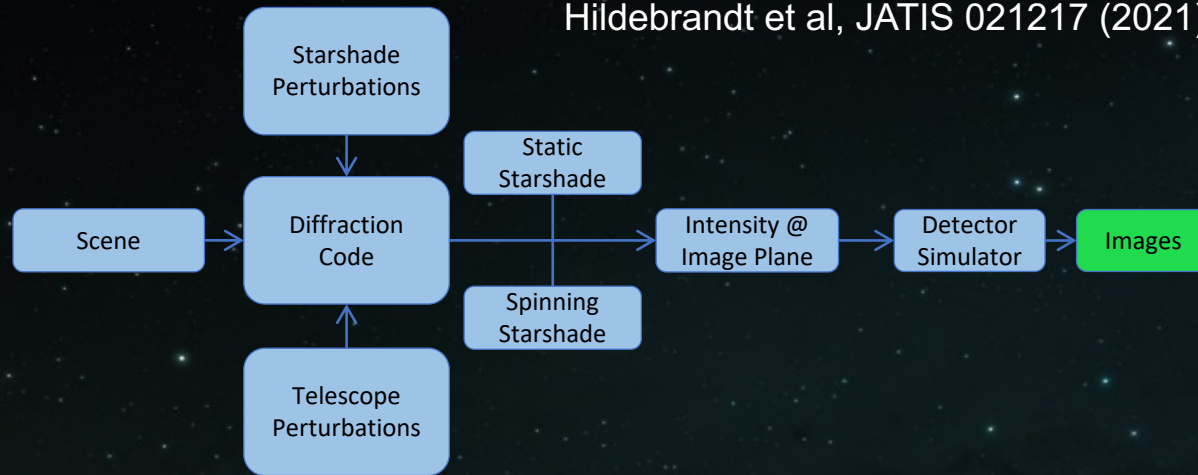 Hildebrandt et al, JATIS 021217 (2021)
Starshade
Perturbations
Static
Starshade
Scene
Diffraction
Code
Intensity @
Image Plane
Detector
Simulator
Images
Spinning
Starshade
Telescope
Perturbations